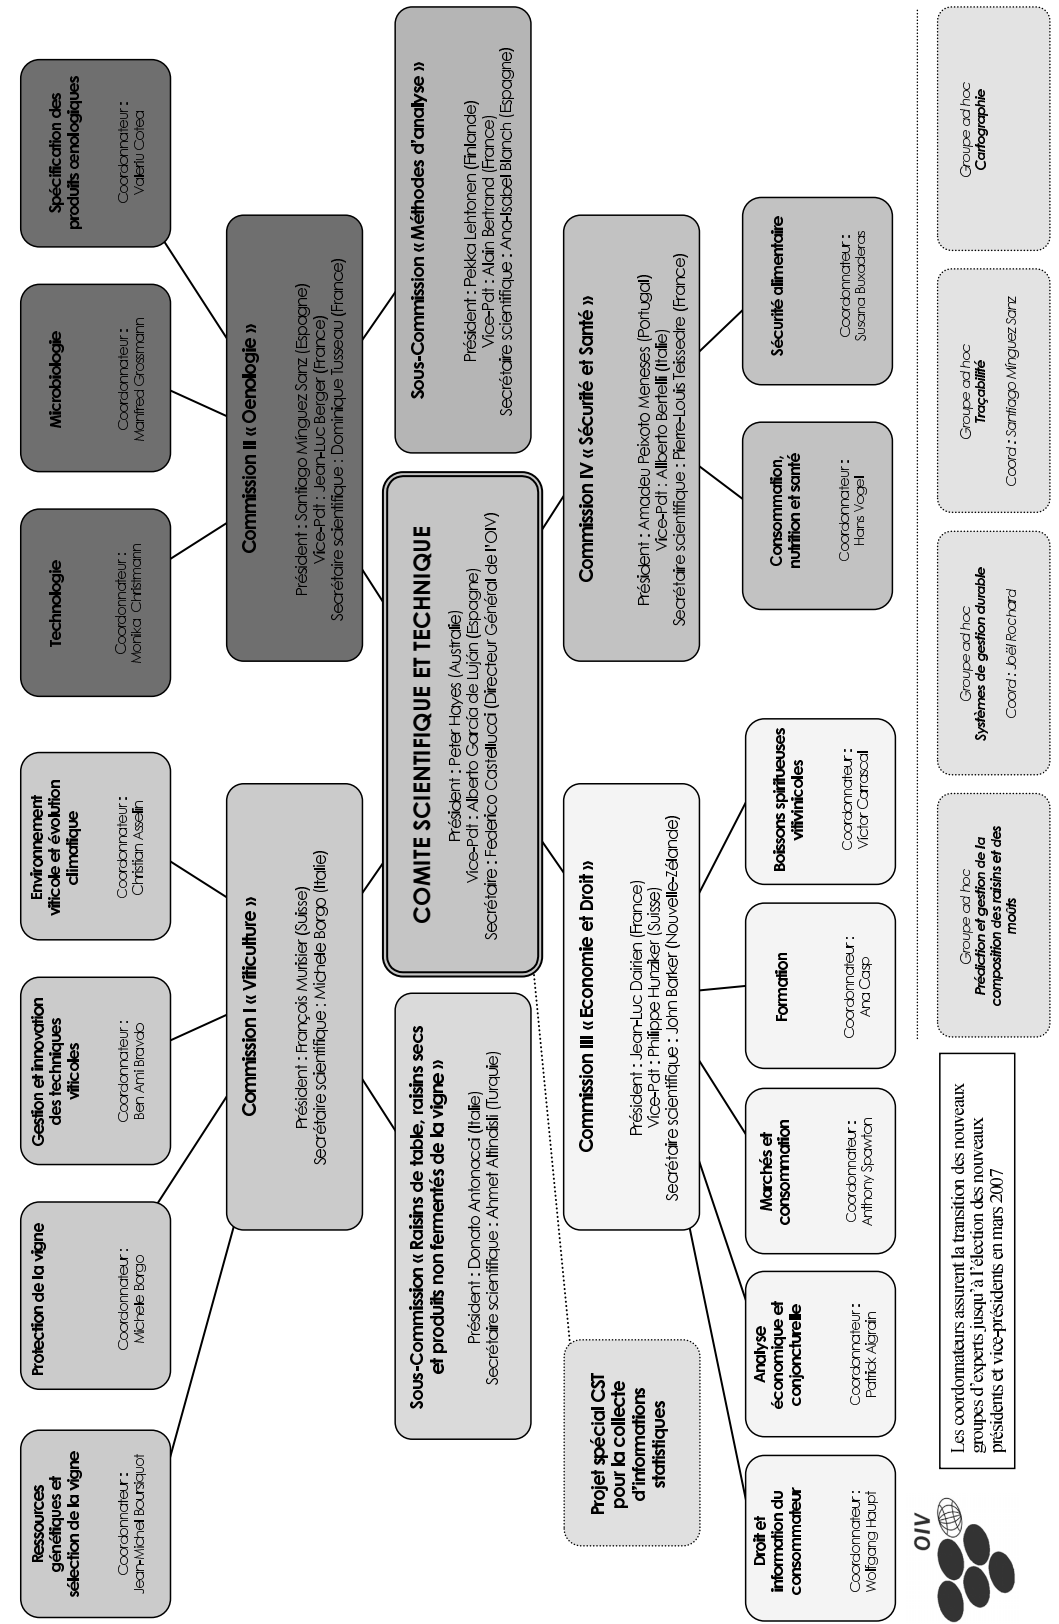 Ressources
génétiques et
sélection de la vigne
Coordonnateur :
Jean-Michel Boursiquot
Protection de la vigne
Coordonnateur :
Michele Borgo
Gestion et innovation
des techniques
viticoles
Coordonnateur :
Ben Ami Bravdo
Environnement
viticole et évolution
climatique
Coordonnateur :
Christian Asselin
Technologie
Coordonnateur :
Monika Christmann
Microbiologie
Coordonnateur :
Manfred Grossmann
Spécification des
produits œnologiques
Coordonnateur :
Valeriu Cotea
Commission I « Viticulture »
Président : François Murisier (Suisse)
Secrétaire scientifique : Michele Borgo (Italie)
Commission II « Oenologie »
Président : Santiago Mínguez Sanz (Espagne)
Vice-Pdt : Jean-Luc Berger (France)
Secrétaire scientifique : Dominique Tusseau (France)
Sous-Commission « Raisins de table, raisins secs
et produits non fermentés de la vigne »
Président : Donato Antonacci (Italie)
Secrétaire scientifique : Ahmet Altindisli (Turquie)
COMITE SCIENTIFIQUE ET TECHNIQUE
Président : Peter Hayes (Australie)
Vice-Pdt : Alberto García de Luján (Espagne)
Secrétaire : Federico Castellucci (Directeur Général de l'OIV)
Sous-Commission « Méthodes d'analyse »
Président : Pekka Lehtonen (Finlande)
Vice-Pdt : Alain Bertrand (France)
Secrétaire scientifique : Ana-Isabel Blanch (Espagne)
Projet spécial CST
pour la collecte
d'informations
statistiques
Commission III « Economie et Droit »
Président : Jean-Luc Dairien (France)
Vice-Pdt : Philippe Hunziker (Suisse)
Secrétaire scientifique : John Barker (Nouvelle-Zélande)
Commission IV « Sécurité et Santé »
Président : Amadeu Peixoto Meneses (Portugal)
Vice-Pdt : Alliberto Bertelli (Italie)
Secrétaire scientifique : Pierre-Louis Teissedre (France)
Droit et
information du
consommateur
Coordonnateur :
Wolfgang Haupt
Analyse
économique et
conjoncturelle
Coordonnateur :
Patrick Aigrain
Marchés et
consommation
Coordonnateur :
Anthony Spawton
Formation
Coordonnateur :
Ana Casp
Boissons spiritueuses
vitivinicoles
Coordonnateur :
Víctor Carrascal
Consommation,
nutrition et santé
Coordonnateur :
Hans Vogel
Sécurité alimentaire
Coordonnateur :
Susana Buxaderas
OIV
Les coordonnateurs assurent la transition des nouveaux
groupes d'experts jusqu'à l'élection des nouveaux
présidents et vice-présidents en mars 2007
Groupe ad hoc
Prédiction et gestion de la
composition des raisins et des
moûts
Groupe ad hoc
Systèmes de gestion durable
Coord : Joël Rochard
Groupe ad hoc
Traçabilité
Coord : Santiago Mínguez Sanz
Groupe ad hoc
Cartographie